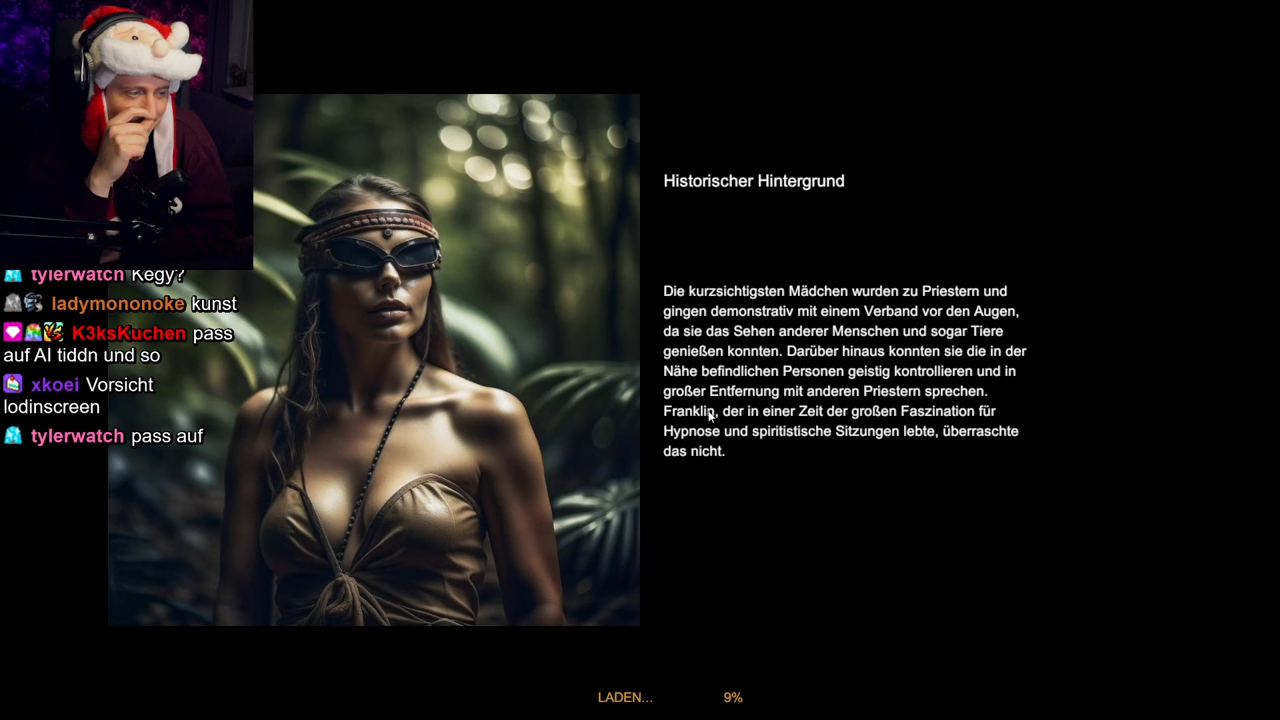 tylerwatch Kegy?
ladymononoke kunst
K3ksKuchen pass
auf AI tiddn und so
xkoei Vorsicht
lodinscreen
tylerwatch pass auf
Historischer Hintergrund
Die kurzsichtigsten Mädchen wurden zu Priestern und
gingen demonstrativ mit einem Verband vor den Augen,
da sie das Sehen anderer Menschen und sogar Tiere
genießen konnten. Darüber hinaus konnten sie die in der
Nähe befindlichen Personen geistig kontrollieren und in
großer Entfernung mit anderen Priestern sprechen.
Franklin, der in einer Zeit der großen Faszination für
Hypnose und spiritistische Sitzungen lebte, überraschte
das nicht.
LADEN... 9%